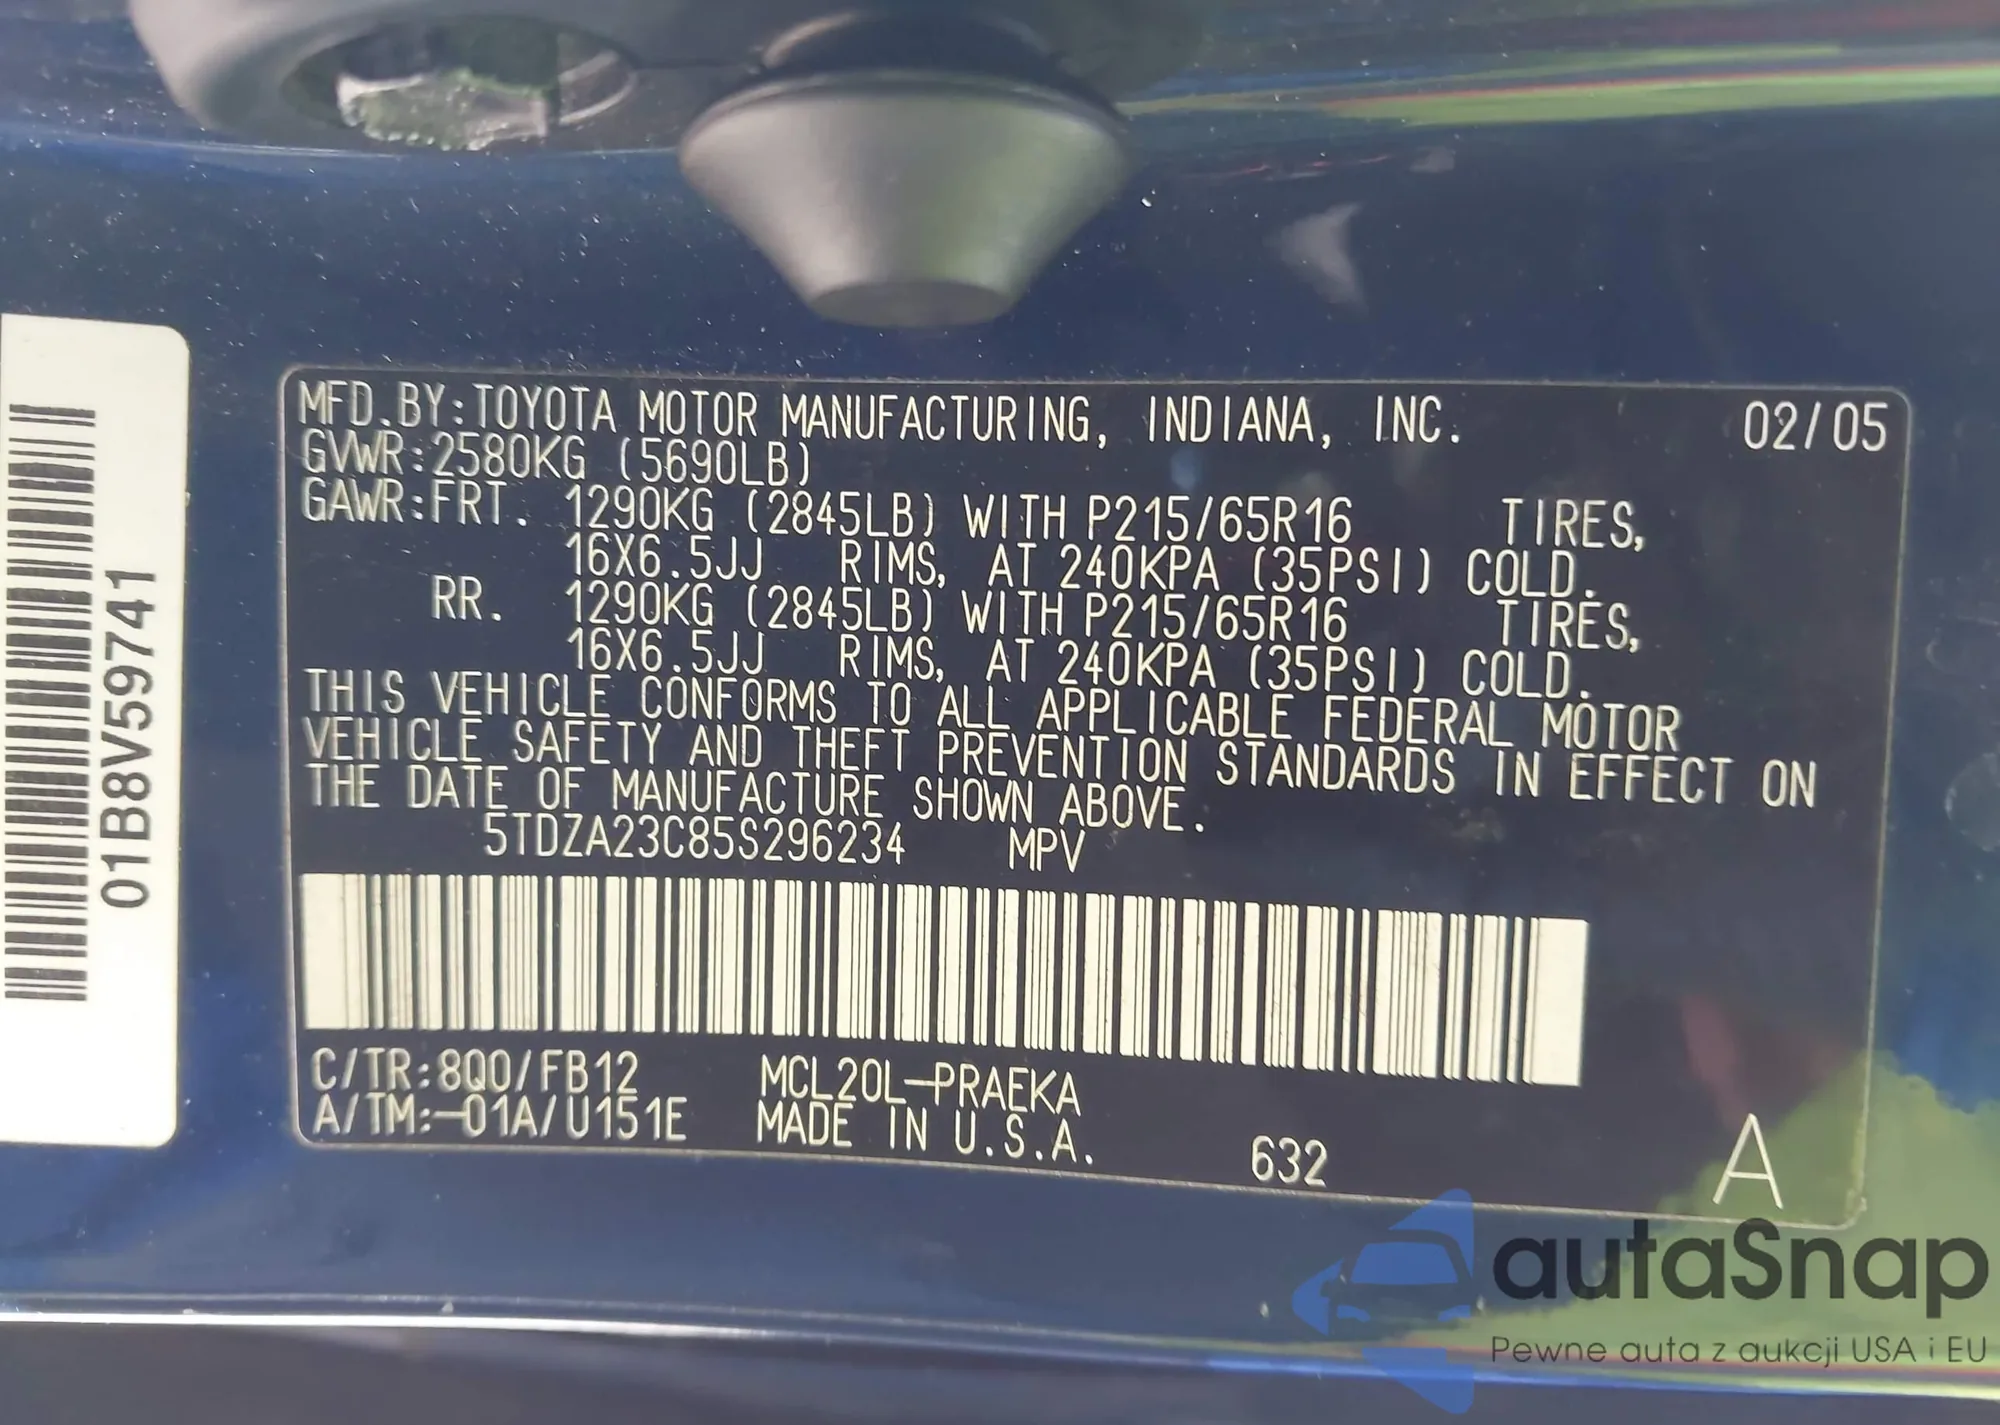 MFD.BY:TOYOTA MOTOR MANUFACTURING, INDIANA, INC. 02/05
GVWR:2580KG (5690LB)
GAWR:FRT. 1290KG (2845LB) WITH P215/65R16 TIRES,
16X6.5JJ RIMS, AT 240KPA (35PSI) COLD.
RR. 1290KG (2845LB) WITH P215/65R16 TIRES,
16X6.5JJ RIMS, AT 240KPA (35PSI) COLD.
THIS VEHICLE CONFORMS TO ALL APPLICABLE FEDERAL MOTOR
VEHICLE SAFETY AND THEFT PREVENTION STANDARDS IN EFFECT ON
THE DATE OF MANUFACTURE SHOWN ABOVE.
5TDZA23C85S296234 MPV
C/TR:8Q0/FB12 MCL20L-PRAEKA
A/TM:-01A/U151E MADE IN U.S.A. 632 A
01B8V59741
autaSnap
Pewne auta z aukcji USA i EU